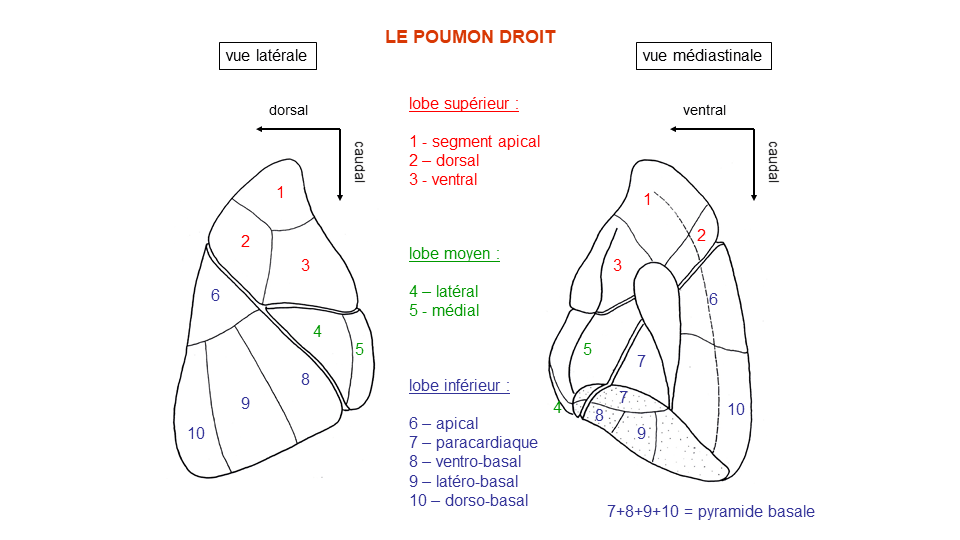 LE POUMON DROIT
vue latérale
vue médiastinale
dorsal
caudal
ventral
caudal
lobe supérieur :
1 - segment apical
2 – dorsal
3 - ventral
lobe moyen :
4 – latéral
5 - médial
lobe inférieur :
6 – apical
7 – paracardiaque
8 – ventro-basal
9 – latéro-basal
10 – dorso-basal
1
2
3
6
4
5
8
9
10
1
2
3
6
5
7
4
7
8
9
10
7+8+9+10 = pyramide basale